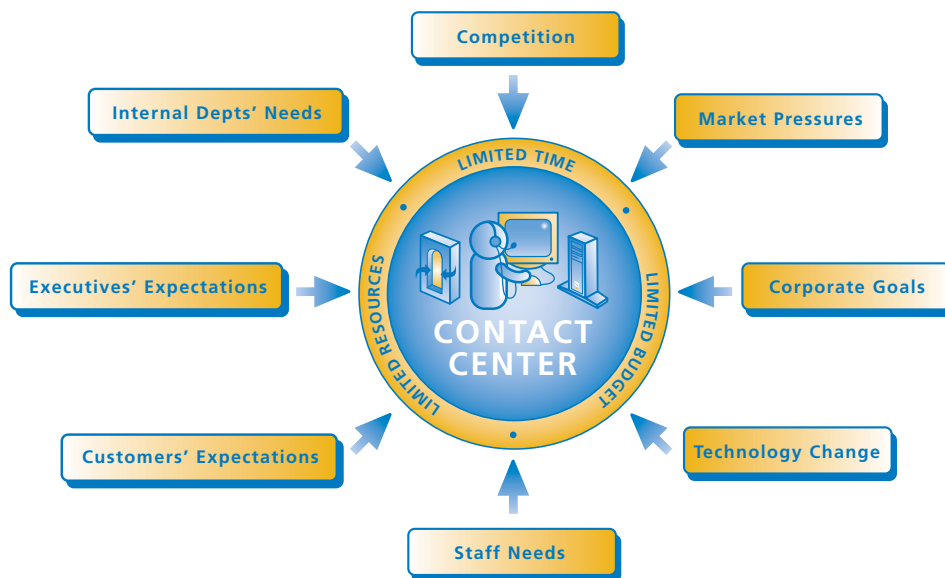 Competition
Internal Depts’ Needs
Market Pressures
LIMITED TIME
Executives’ Expectations
LIMITED RESOURCES
LIMITED BUDGET
Corporate Goals
CONTACT
CENTER
Customers’ Expectations
Technology Change
Staff Needs